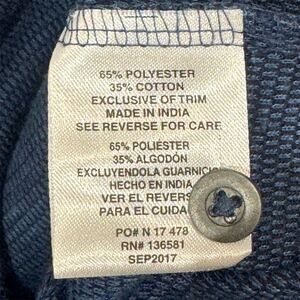 65% POLYESTER
35% COTTON
EXCLUSIVE OF TRIM
MADE IN INDIA
SEE REVERSE FOR CARE
65% POLIÉSTER
35% ALGODÓN
EXCLUYENDOLA GUARNICI
HECHO EN INDIA
VER EL REVERS
PARA EL CUIDA
PO# N 17 478
RN# 136581
SEP2017